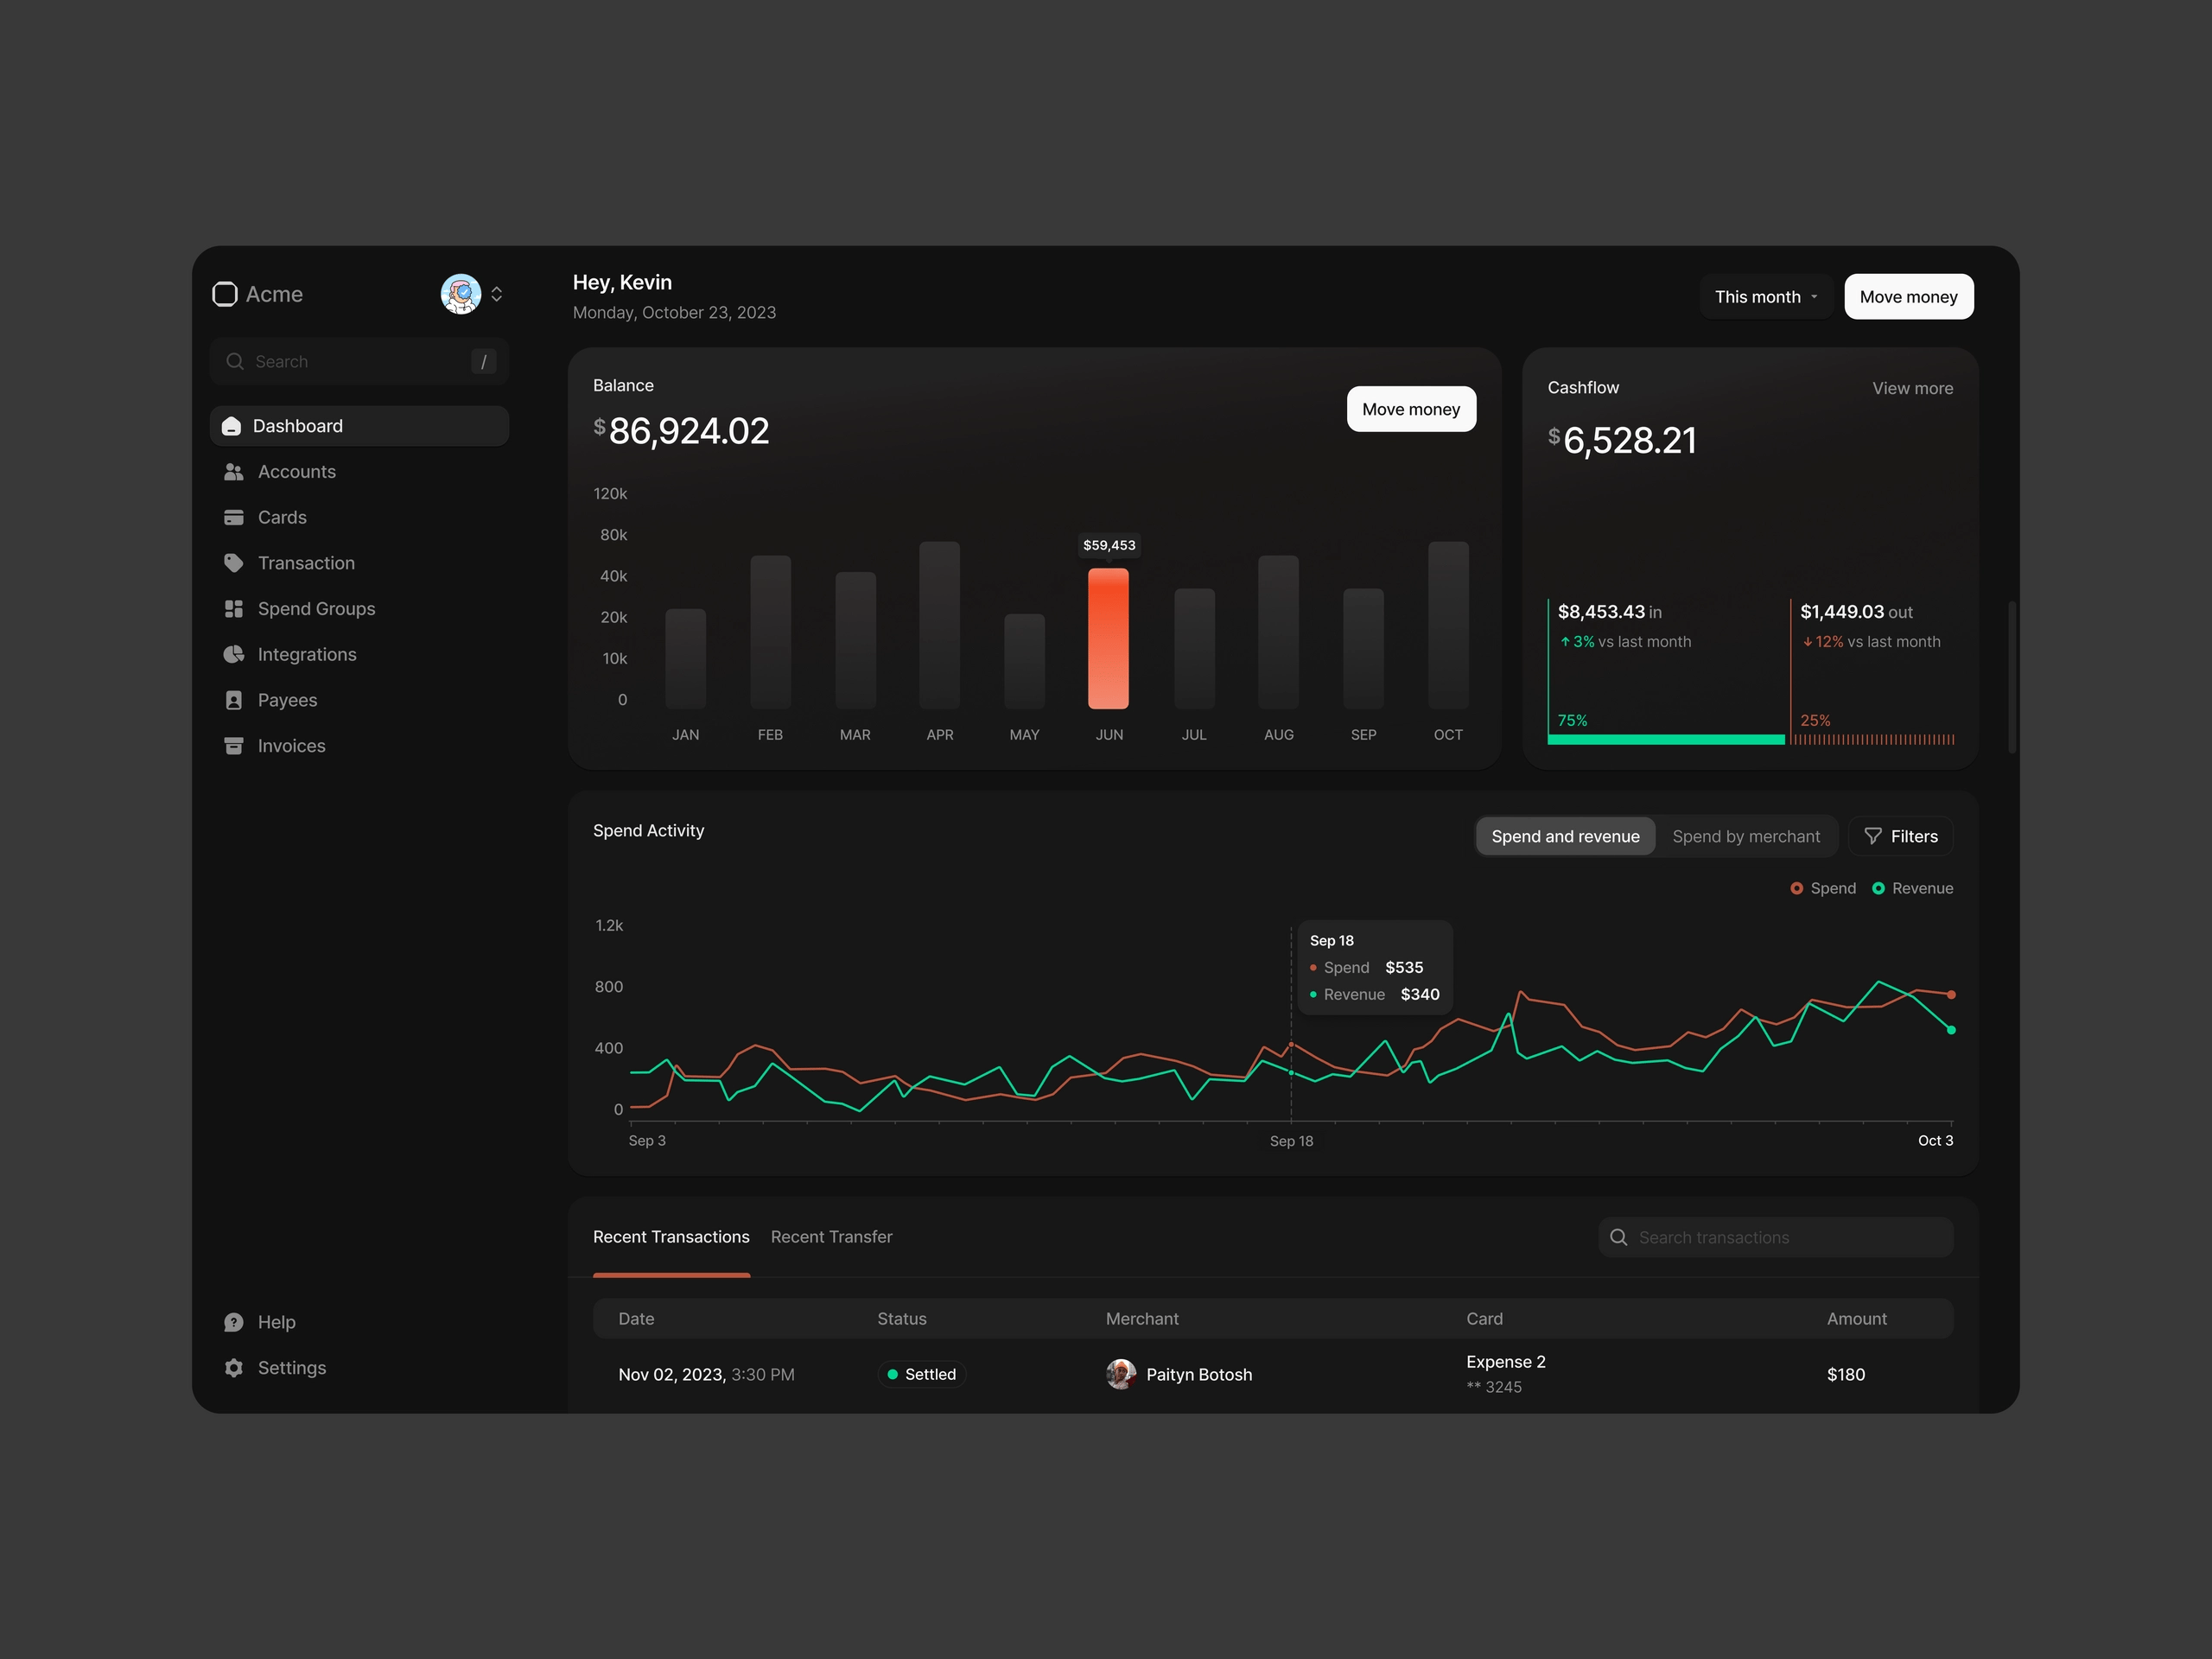 Acme
Search
/
Dashboard
Accounts
Cards
Transaction
Spend Groups
Integrations
Payees
Invoices
Help
Settings
Hey, Kevin
Monday, October 23, 2023
This month
Move money
Balance
$86,924.02
Move money
120k
80k
40k
20k
10k
0
$59,453
JAN FEB MAR APR MAY JUN JUL AUG SEP OCT
Cashflow
View more
$6,528.21
$8,453.43 in
3% vs last month
75%
$1,449.03 out
12% vs last month
25%
Spend Activity
Spend and revenue
Spend by merchant
Filters
Spend
Revenue
1.2k
800
400
0
Sep 18
Spend $535
Revenue $340
Sep 3
Sep 18
Oct 3
Recent Transactions
Recent Transfer
Search transactions
Date Status Merchant Card Amount
Nov 02, 2023, 3:30 PM
Settled
Paityn Botosh
Expense 2
** 3245
$180